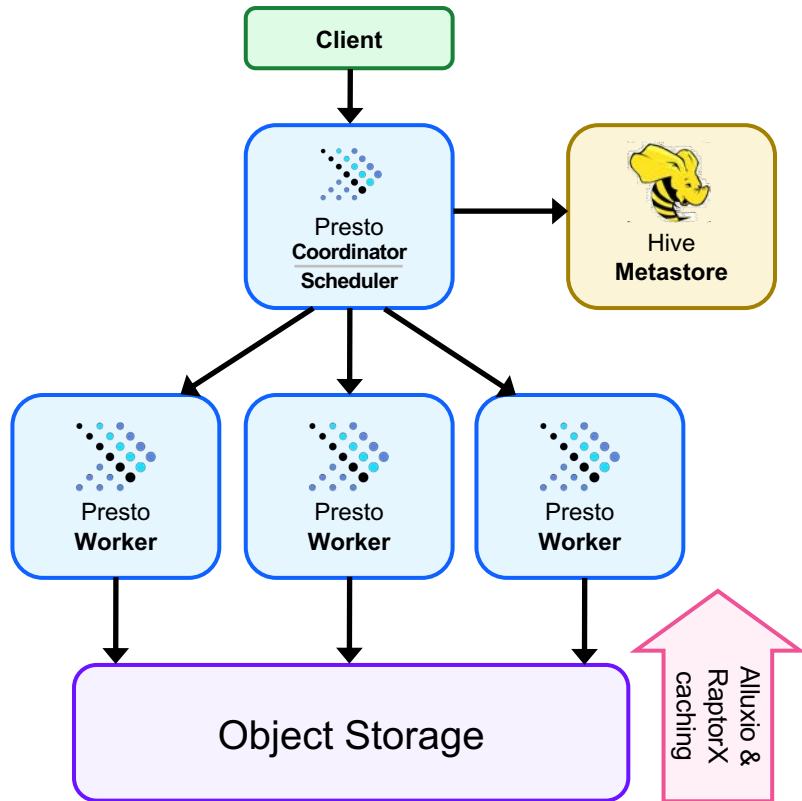 Client
Presto
Coordinator
Scheduler
Hive
Metastore
Presto
Worker
Presto
Worker
Presto
Worker
Object Storage
Alluxio &
RaptorX
caching